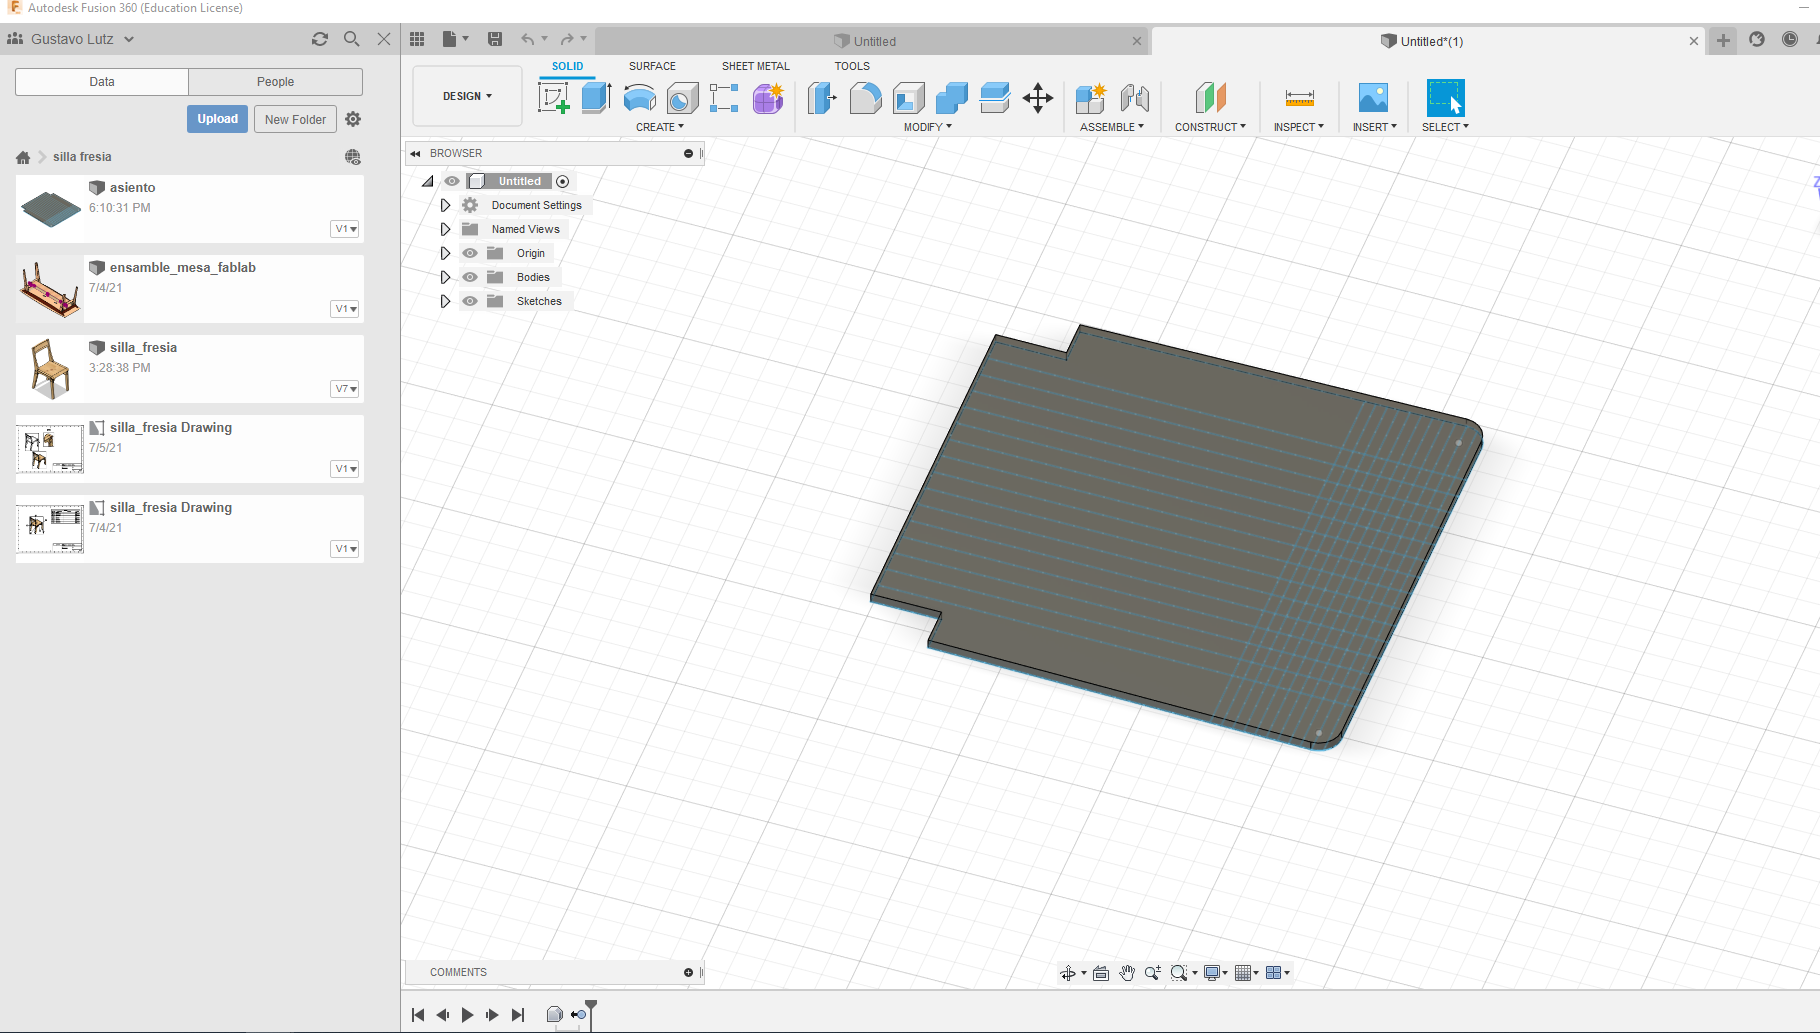 Autodesk Fusion 360 (Education License)
Gustavo Lutz
Data
People
Upload
New Folder
silla fresia
asiento
6:10:31 PM
V1
ensamble_mesa_fablab
7/4/21
V1
silla_fresia
3:28:38 PM
V7
silla_fresia Drawing
7/5/21
V1
silla_fresia Drawing
7/4/21
V1
Untitled
Untitled*(1)
SOLID
SURFACE
SHEET METAL
TOOLS
DESIGN
CREATE
MODIFY
ASSEMBLE
CONSTRUCT
INSPECT
INSERT
SELECT
BROWSER
Untitled
Document Settings
Named Views
Origin
Bodies
Sketches
Z
COMMENTS